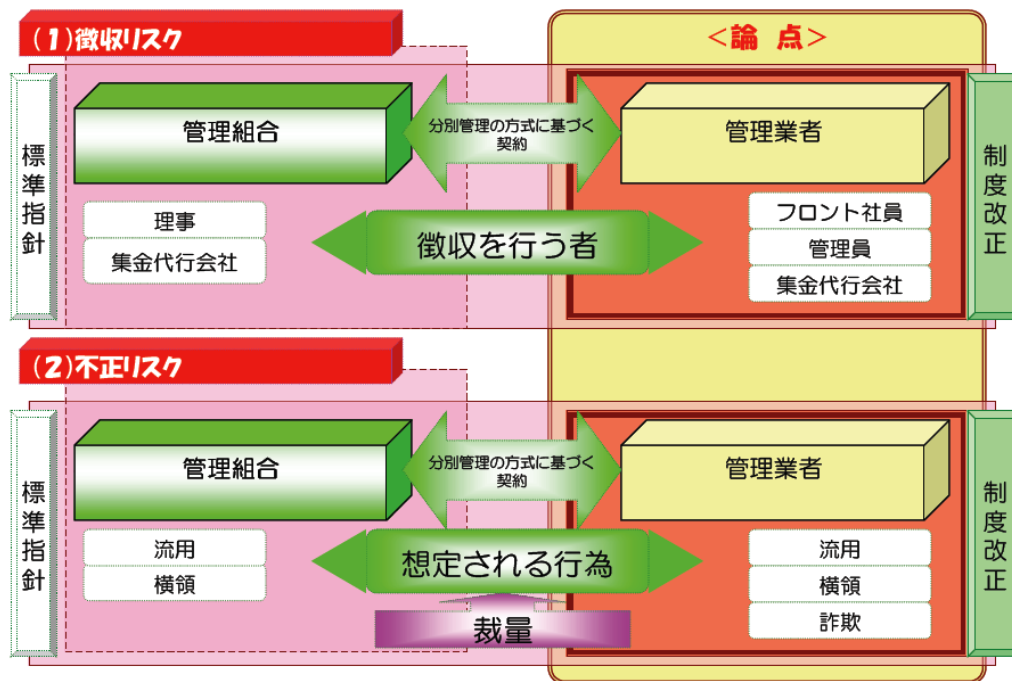 (1)徴収リスク
<論 点>
標準指針
管理組合
分別管理の方式に基づく
契約
管理業者
制度改正
理事
集金代行会社
徴収を行う者
フロント社員
管理員
集金代行会社
(2)不正リスク
標準指針
管理組合
分別管理の方式に基づく
契約
管理業者
制度改正
流用
横領
想定される行為
裁量
流用
横領
詐欺